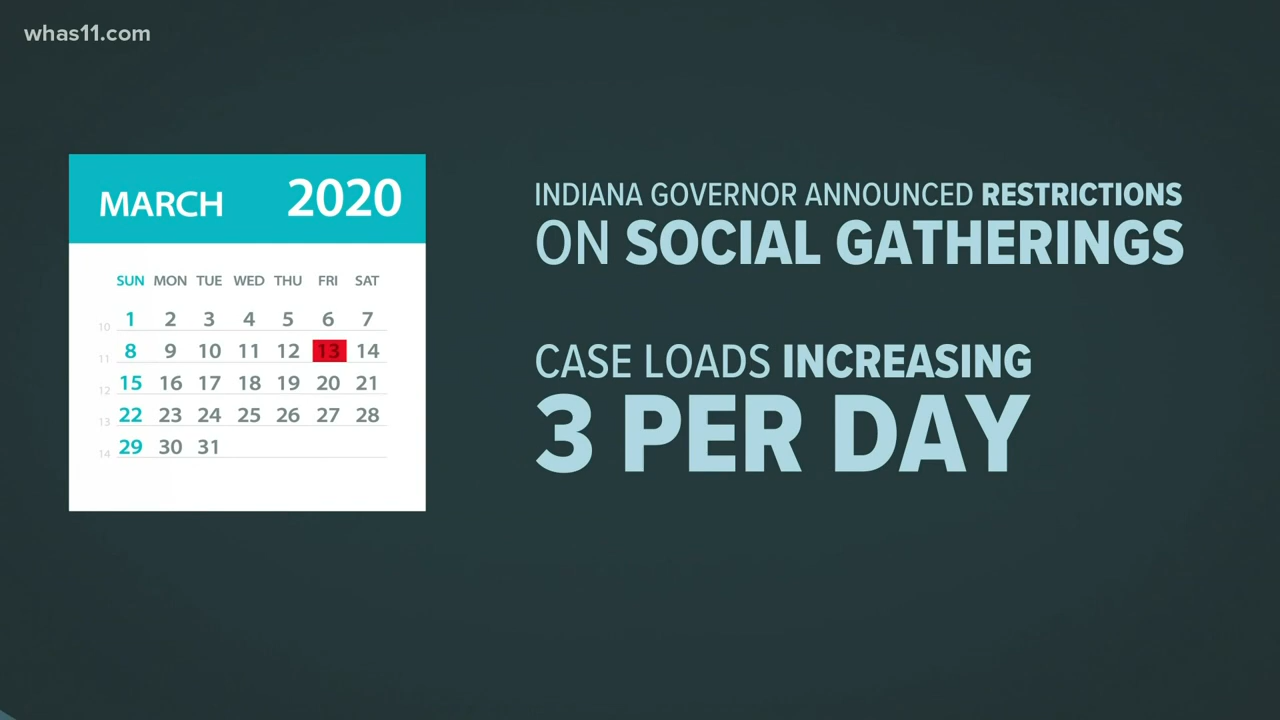 whas11.com
MARCH 2020
SUN MON TUE WED THU FRI SAT
10 1 2 3 4 5 6 7
11 8 9 10 11 12 13 14
12 15 16 17 18 19 20 21
13 22 23 24 25 26 27 28
14 29 30 31
INDIANA GOVERNOR ANNOUNCED RESTRICTIONS
ON SOCIAL GATHERINGS
CASE LOADS INCREASING
3 PER DAY